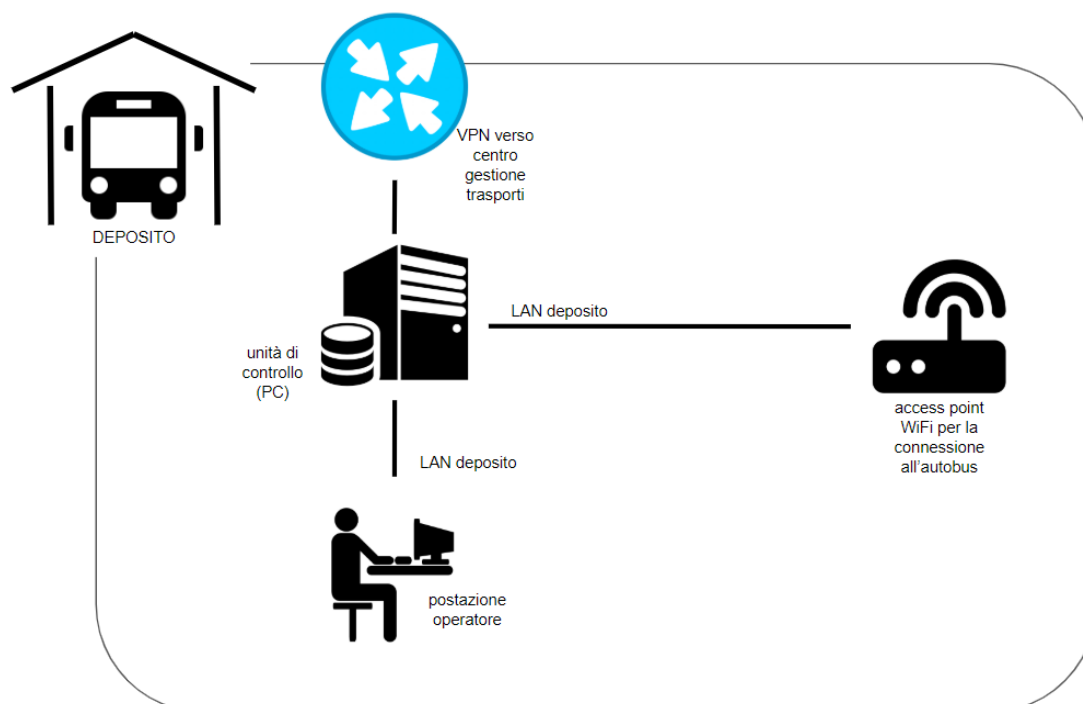 VPN verso
centro
gestione
trasporti
DEPOSITO
LAN deposito
unità di
controllo
(PC)
access point
WiFi per la
connessione
all'autobus
LAN deposito
postazione
operatore